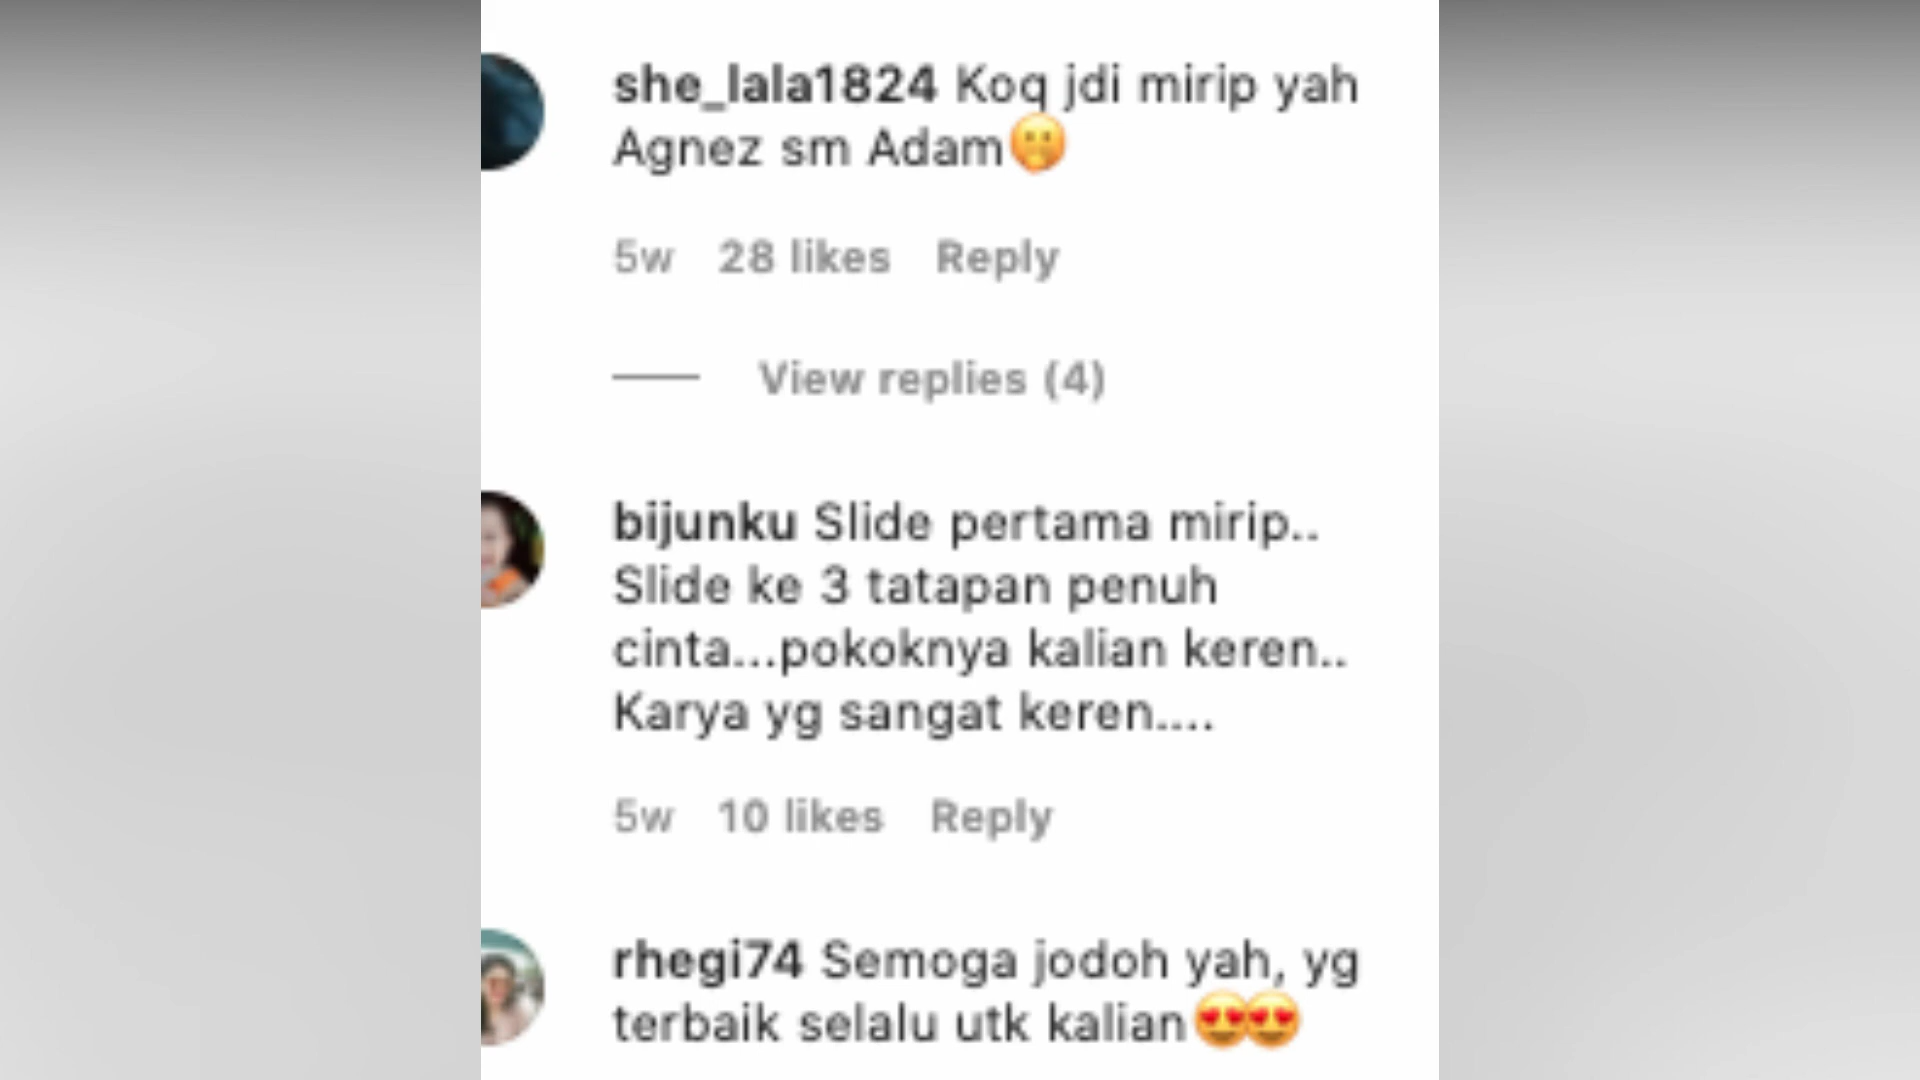 she_lala1824 Koq jdi mirip yah
Agnez sm Adam🤭
5w 28 likes Reply
View replies (4)
bijunku Slide pertama mirip..
Slide ke 3 tatapan penuh
cinta...pokoknya kalian keren..
Karya yg sangat keren....
5w 10 likes Reply
rhegi74 Semoga jodoh yah, yg
terbaik selalu utk kalian😍😍